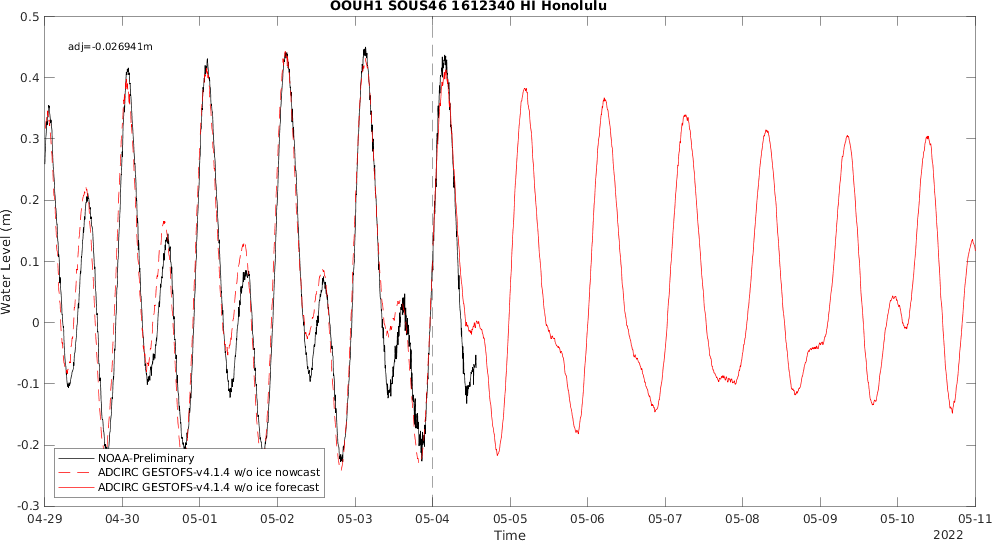 OOUH1 SOUS46 1612340 HI Honolulu
adj=-0.026941m
0.5
0.4
0.3
0.2
0.1
0
-0.1
-0.2
-0.3
Water Level (m)
NOAA-Preliminary
ADCIRC GESTOFS-v4.1.4 w/o ice nowcast
ADCIRC GESTOFS-v4.1.4 w/o ice forecast
04-29 04-30 05-01 05-02 05-03 05-04 05-05 05-06 05-07 05-08 05-09 05-10 05-11
Time
2022